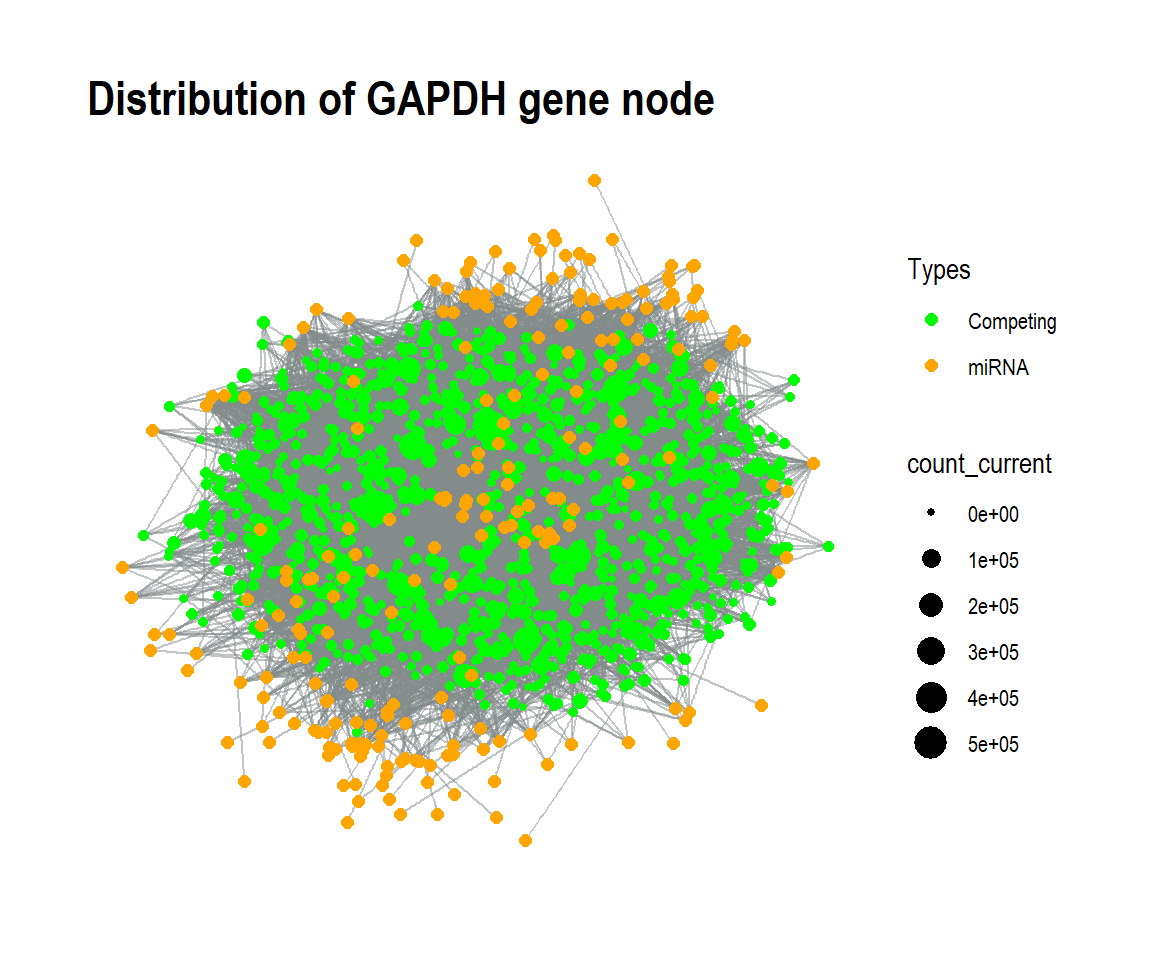 Distribution of GAPDH gene node
Types
Competing
miRNA
count_current
0e+00
1e+05
2e+05
3e+05
4e+05
5e+05